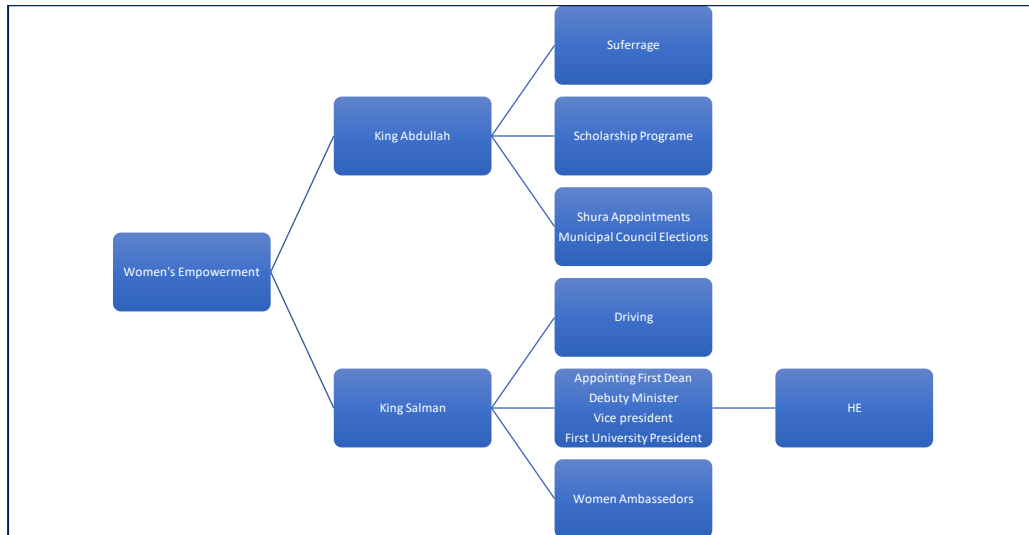 Women's Empowerment
King Abdullah
Suferrage
Scholarship Programe
Shura Appointments
Municipal Council Elections
King Salman
Driving
Appointing First Dean
Debuty Minister
Vice president
First University President
HE
Women Ambassedors